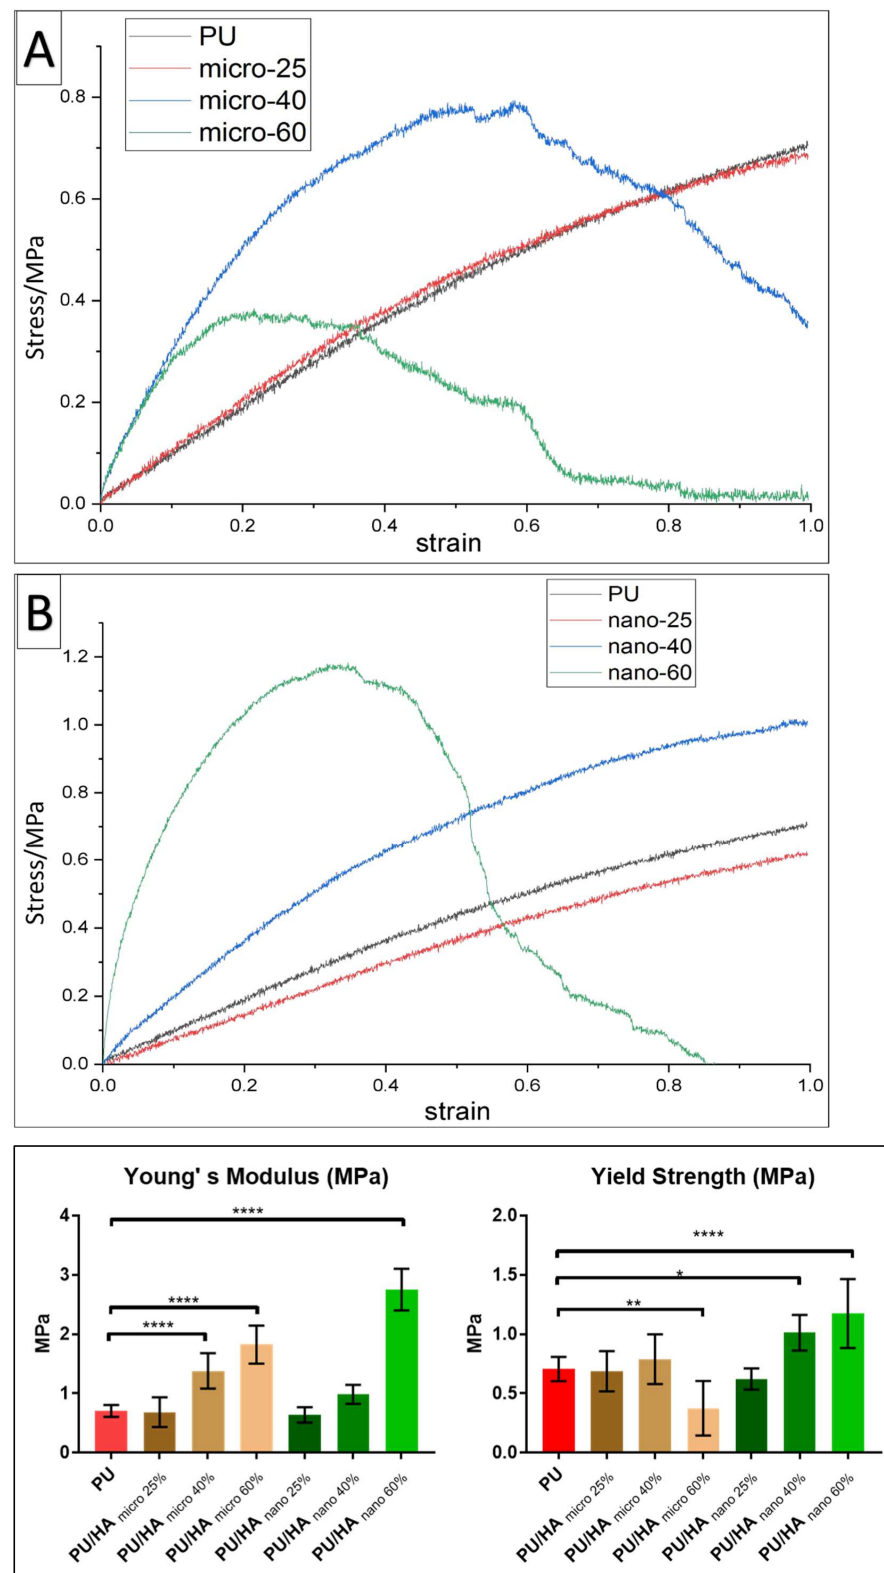 A
PU
micro-25
micro-40
micro-60
0.8
0.6
0.4
0.2
0.0
Stress/MPa
0.0 0.2 0.4 0.6 0.8 1.0
strain
B
PU
nano-25
nano-40
nano-60
1.2
1.0
0.8
0.6
0.4
0.2
0.0
Stress/MPa
0.0 0.2 0.4 0.6 0.8 1.0
strain
Young' s Modulus (MPa)
4
3
2
1
0
MPa
****
****
****
PU
PU/HA micro 25%
PU/HA micro 40%
PU/HA micro 60%
PU/HA nano 25%
PU/HA nano 40%
PU/HA nano 60%
Yield Strength (MPa)
2.0
1.5
1.0
0.5
0.0
MPa
****
*
**
PU
PU/HA micro 25%
PU/HA micro 40%
PU/HA micro 60%
PU/HA nano 25%
PU/HA nano 40%
PU/HA nano 60%